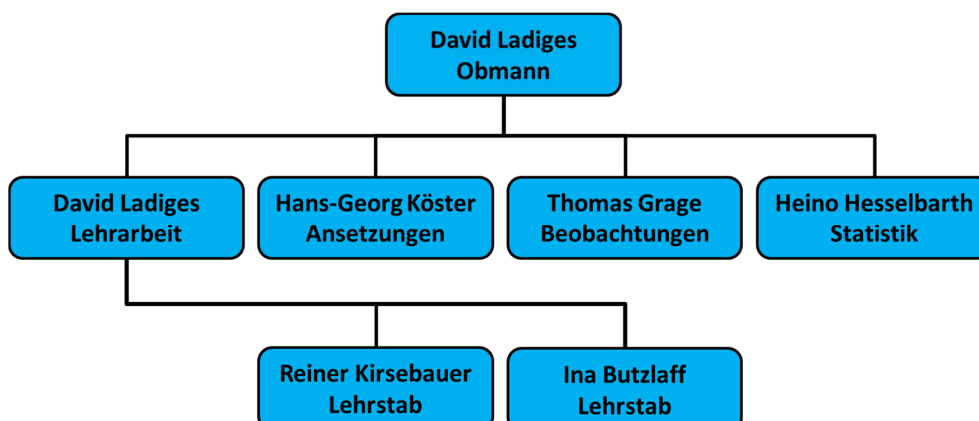 David Ladiges
Obmann
David Ladiges
Lehrarbeit
Hans-Georg Köster
Ansetzungen
Thomas Grage
Beobachtungen
Heino Hesselbarth
Statistik
Reiner Kirsebauer
Lehrstab
Ina Butzlaff
Lehrstab